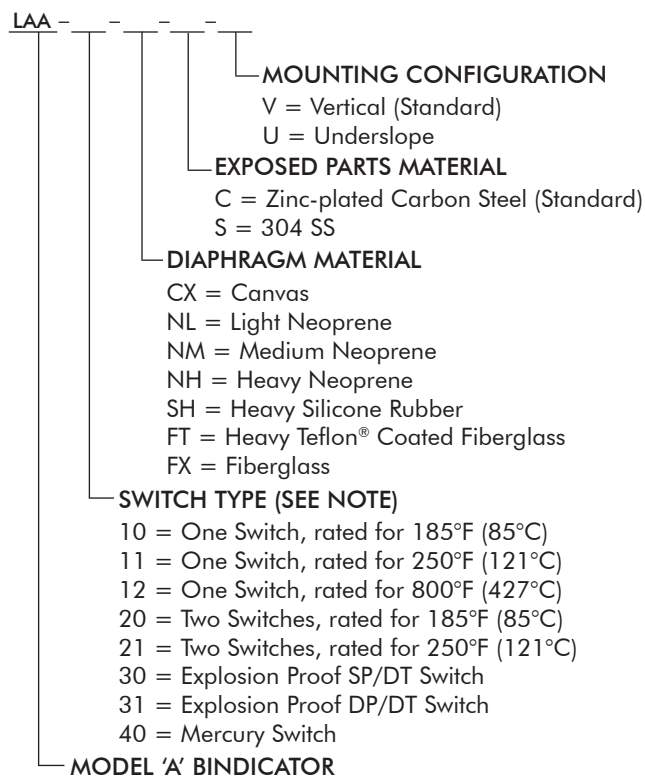 LAA – – – –
MOUNTING CONFIGURATION
V = Vertical (Standard)
U = Underslope
EXPOSED PARTS MATERIAL
C = Zinc-plated Carbon Steel (Standard)
S = 304 SS
DIAPHRAGM MATERIAL
CX = Canvas
NL = Light Neoprene
NM = Medium Neoprene
NH = Heavy Neoprene
SH = Heavy Silicone Rubber
FT = Heavy Teflon® Coated Fiberglass
FX = Fiberglass
SWITCH TYPE (SEE NOTE)
10 = One Switch, rated for 185°F (85°C)
11 = One Switch, rated for 250°F (121°C)
12 = One Switch, rated for 800°F (427°C)
20 = Two Switches, rated for 185°F (85°C)
21 = Two Switches, rated for 250°F (121°C)
30 = Explosion Proof SP/DT Switch
31 = Explosion Proof DP/DT Switch
40 = Mercury Switch
MODEL ‘A’ BINDICATOR